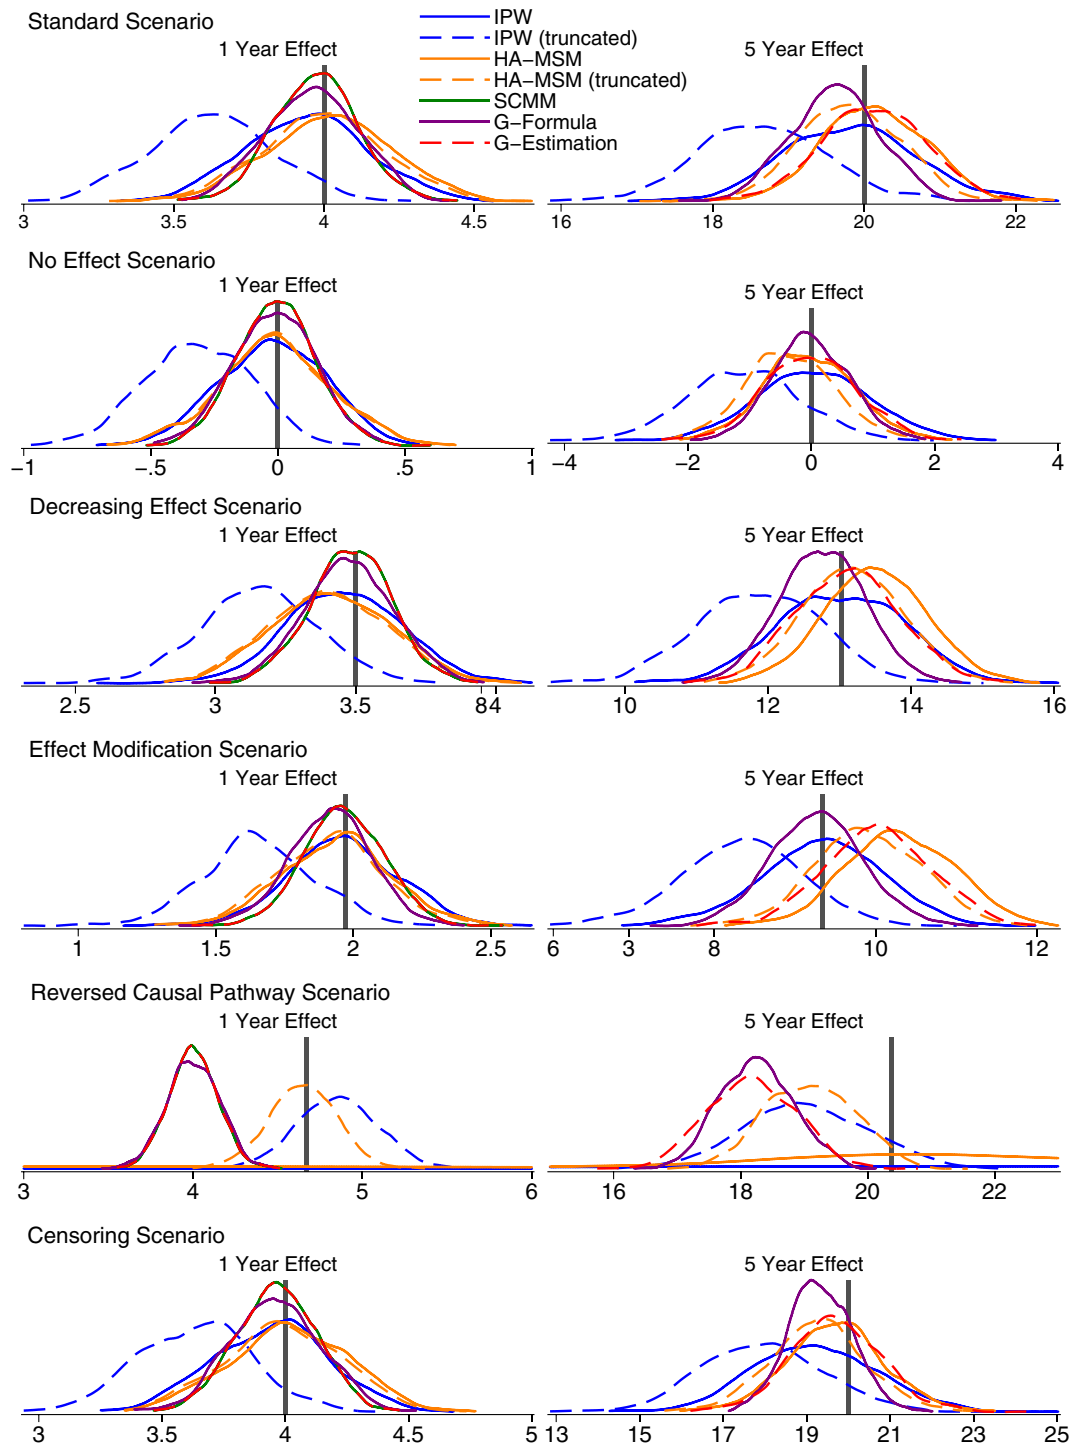 Standard Scenario
1 Year Effect
5 Year Effect
IPW
IPW (truncated)
HA−MSM
HA−MSM (truncated)
SCMM
G−Formula
G−Estimation
3 3.5 4 4.5
16 18 20 22
No Effect Scenario
1 Year Effect
5 Year Effect
−1 −.5 0 .5 1
−4 −2 0 2 4
Decreasing Effect Scenario
1 Year Effect
5 Year Effect
2.5 3 3.5 84
10 12 14 16
Effect Modification Scenario
1 Year Effect
5 Year Effect
1 1.5 2 2.5
6 3 8 10 12
Reversed Causal Pathway Scenario
1 Year Effect
5 Year Effect
3 4 5 6
16 18 20 22
Censoring Scenario
1 Year Effect
5 Year Effect
3 3.5 4 4.5 5
13 15 17 19 21 23 25